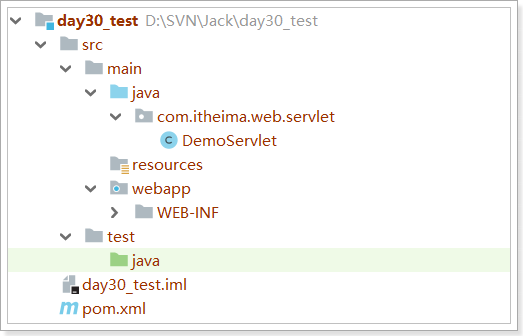 day30_test D:\SVN\Jack\day30_test
src
main
java
com.itheima.web.servlet
C DemoServlet
resources
webapp
WEB-INF
test
java
day30_test.iml
m pom.xml